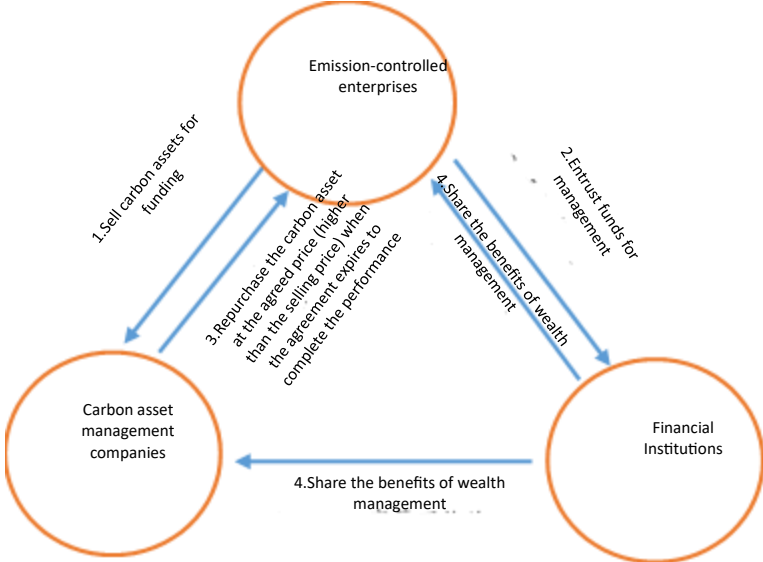 Emission-controlled
enterprises
1.Sell carbon assets for
funding
2.Entrust funds for
management
3.Repurchase the carbon asset
at the agreed price (higher
than the selling price) when
the agreement expires to
complete the performance
4.Share the benefits of wealth
management
Carbon asset
management
companies
Financial
Institutions
4.Share the benefits of wealth
management